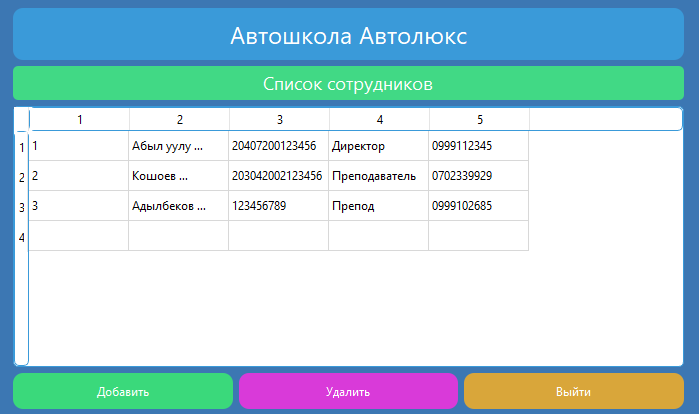 Автошкола Автолюкс
Список сотрудников
1 2 3 4 5
1 1 Абыл уулу ... 20407200123456 Директор 0999112345
2 2 Кошоев ... 203042002123456 Преподаватель 0702339929
3 3 Адылбеков ... 123456789 Препод 0999102685
4
Добавить Удалить Выйти